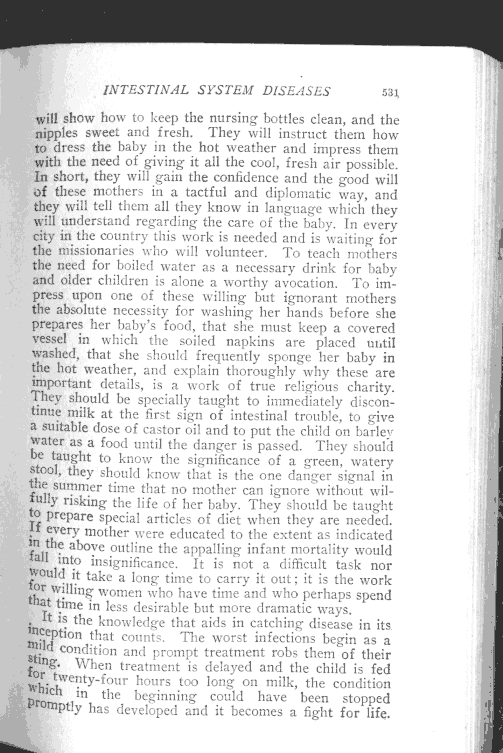 INTESTINAL SYSTEM DISEASES 531
will show how to keep the nursing bottles clean, and the
nipples sweet and fresh. They will instruct them how
to dress the baby in the hot weather and impress them
with the need of giving it all the cool, fresh air possible.
In short, they will gain the confidence and the good will
of these mothers in a tactful and diplomatic way, and
they will tell them all they know in language which they
will understand regarding the care of the baby. In every
city in the country this work is needed and is waiting for
the missionaries who will volunteer. To teach mothers
the need for boiled water as a necessary drink for baby
and older children is alone a worthy avocation. To im-
press upon one of these willing but ignorant mothers
the absolute necessity for washing her hands before she
prepares her baby's food, that she must keep a covered
vessel in which the soiled napkins are placed until
washed, that she should frequently sponge her baby in
the hot weather, and explain thoroughly why these are
important details, is a work of true religious charity.
They should be specially taught to immediately discon-
tinue milk at the first sign of intestinal trouble, to give
a suitable dose of castor oil and to put the child on barley
water as a food until the danger is passed. They should
be taught to know the significance of a green, watery
stool, they should know that is the one danger signal in
the summer time that no mother can ignore without wil-
fully risking the life of her baby. They should be taught
to prepare special articles of diet when they are needed.
If every mother were educated to the extent as indicated
in the above outline the appalling infant mortality would
fall into insignificance. It is not a difficult task nor
would it take a long time to carry it out; it is the work
for willing women who have time and who perhaps spend
that time in less desirable but more dramatic ways.
It is the knowledge that aids in catching disease in its
inception that counts. The worst infections begin as a
mild condition and prompt treatment robs them of their
sting. When treatment is delayed and the child is fed
for twenty-four hours too long on milk, the condition
which in the beginning could have been stopped
promptly has developed and it becomes a fight for life.